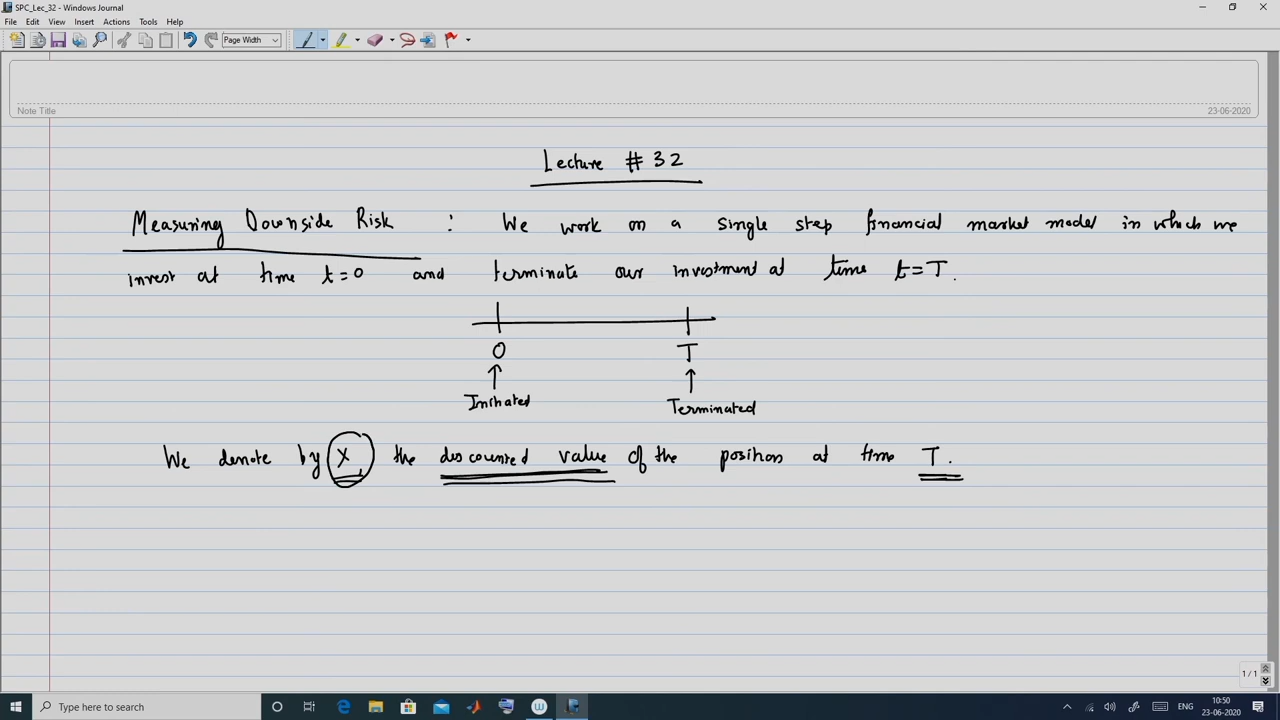 SPC_Lec_32 - Windows Journal
File Edit View Insert Actions Tools Help
Page Width
Note Title
23-06-2020
Lecture # 32
Measuring Downside Risk : We work on a single step financial market model in which we
invest at time t=0 and terminate our investment at time t=T.
0 T
Initiated Terminated
We denote by X the discounted value of the position at time T.
1/1
Type here to search
ENG
10:50
23-06-2020